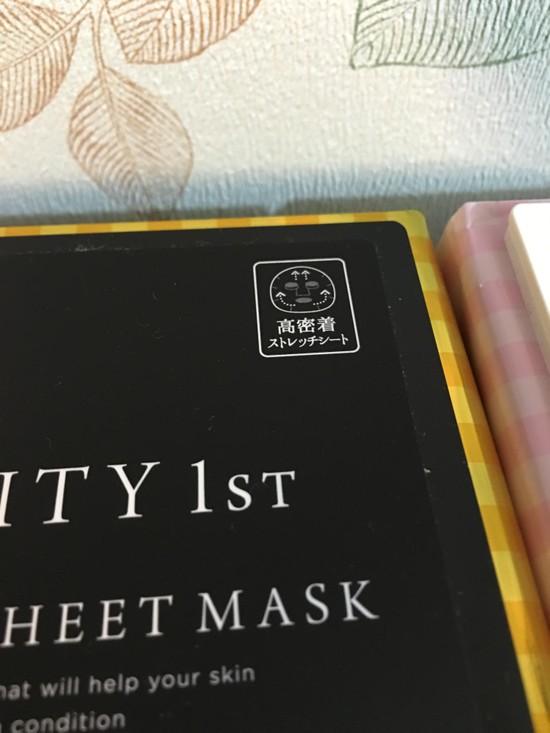 高密着
ストレッチシート
ITY 1ST
HEET MASK
hat will help your skin
condition